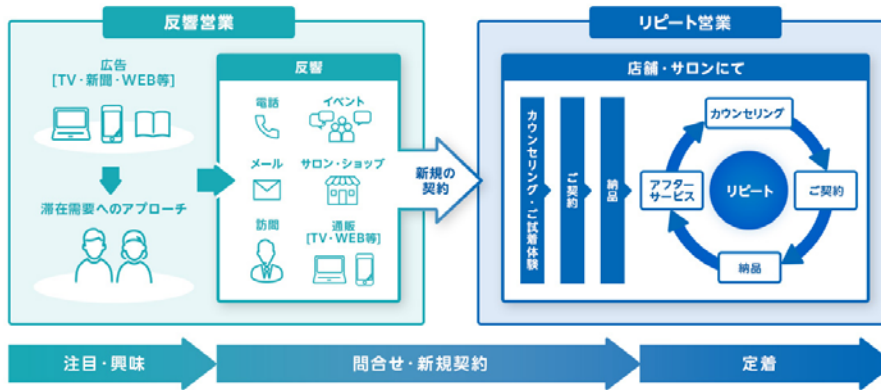 反響営業
広告
[TV・新聞・WEB等]
滞在需要へのアプローチ
反響
電話
イベント
メール
サロン・ショップ
訪問
通販
[TV・WEB等]
新規の
契約
リピート営業
店舗・サロンにて
カウンセリング・ご試着体験
ご契約
納品
カウンセリング
ご契約
納品
アフター
サービス
リピート
注目・興味
問合せ・新規契約
定着